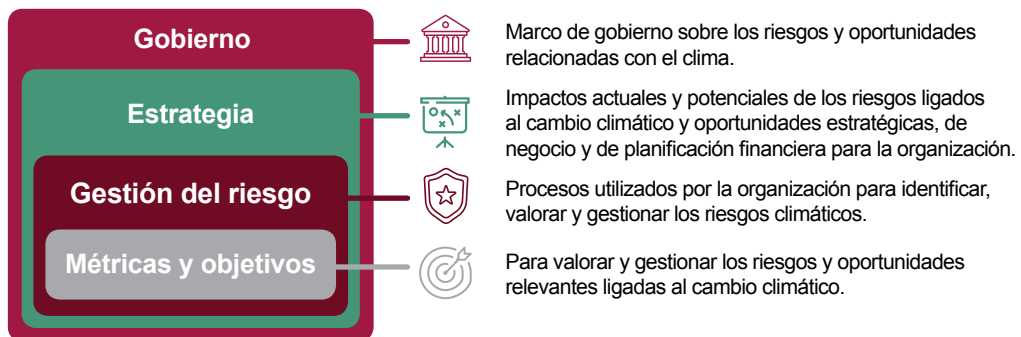 Gobierno
Marco de gobierno sobre los riesgos y oportunidades
relacionadas con el clima.
Estrategia
Impactos actuales y potenciales de los riesgos ligados
al cambio climático y oportunidades estratégicas, de
negocio y de planificación financiera para la organización.
Gestión del riesgo
Procesos utilizados por la organización para identificar,
valorar y gestionar los riesgos climáticos.
Métricas y objetivos
Para valorar y gestionar los riesgos y oportunidades
relevantes ligadas al cambio climático.